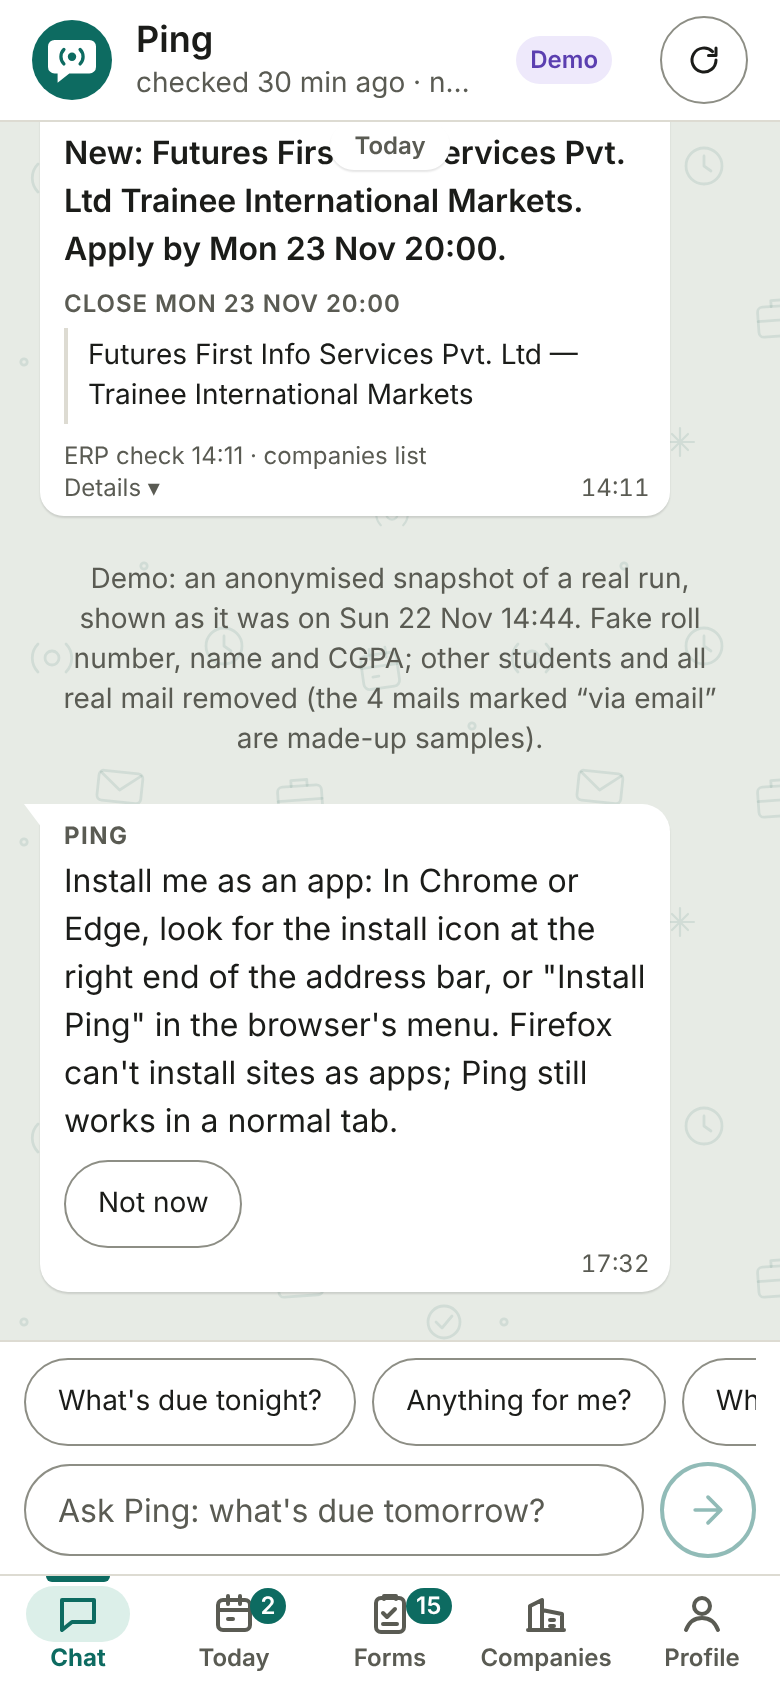 Ping
checked 30 min ago · n...
Demo
Today
New: Futures Firs ervices Pvt.
Ltd Trainee International Markets.
Apply by Mon 23 Nov 20:00.
CLOSE MON 23 NOV 20:00
Futures First Info Services Pvt. Ltd —
Trainee International Markets
ERP check 14:11 · companies list
Details ▾
14:11
Demo: an anonymised snapshot of a real run,
shown as it was on Sun 22 Nov 14:44. Fake roll
number, name and CGPA; other students and all
real mail removed (the 4 mails marked “via email”
are made-up samples).
PING
Install me as an app: In Chrome or
Edge, look for the install icon at the
right end of the address bar, or "Install
Ping" in the browser's menu. Firefox
can't install sites as apps; Ping still
works in a normal tab.
Not now
17:32
What's due tonight?
Anything for me?
Wh
Ask Ping: what's due tomorrow?
2
15
Chat
Today
Forms
Companies
Profile